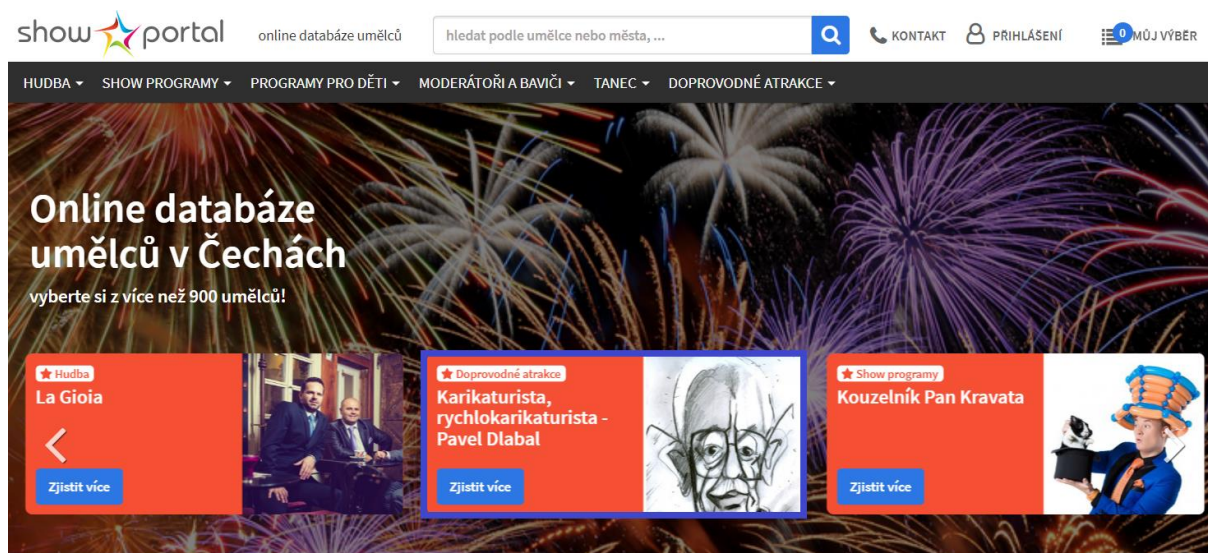 show portal
online databáze umělců
hledat podle umělce nebo města, ...
KONTAKT
PŘIHLÁŠENÍ
0
MŮJ VÝBĚR
HUDBA
SHOW PROGRAMY
PROGRAMY PRO DĚTI
MODERÁTOŘI A BAVIČI
TANEC
DOPROVODNÉ ATRAKCE
Online databáze
umělců v Čechách
vyberte si z více než 900 umělců!
Hudba
La Gioia
Zjistit více
Doprovodné atrakce
Karikaturista,
rychlokarikaturista -
Pavel Dlabal
Zjistit více
Show programy
Kouzelník Pan Kravata
Zjistit více